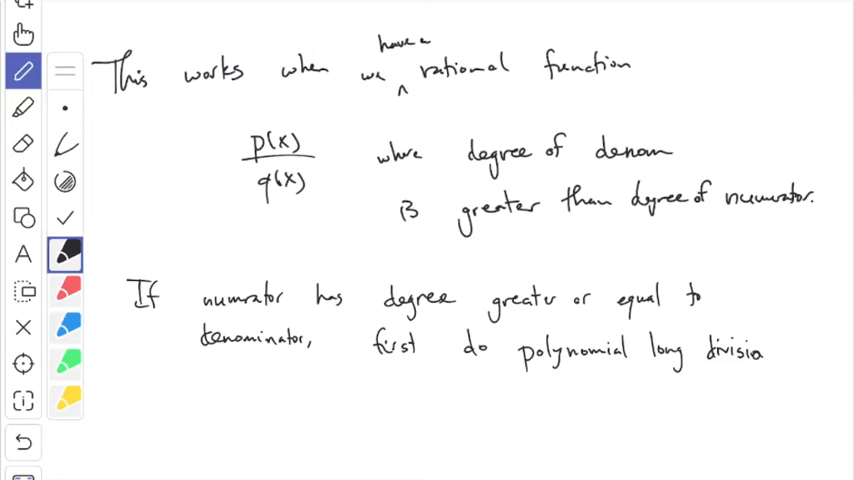 This works when we have a rational function
p(x)
q(x)
where degree of denom
is greater than degree of numerator.
If numerator has degree greater or equal to
denominator, first do polynomial long divisio